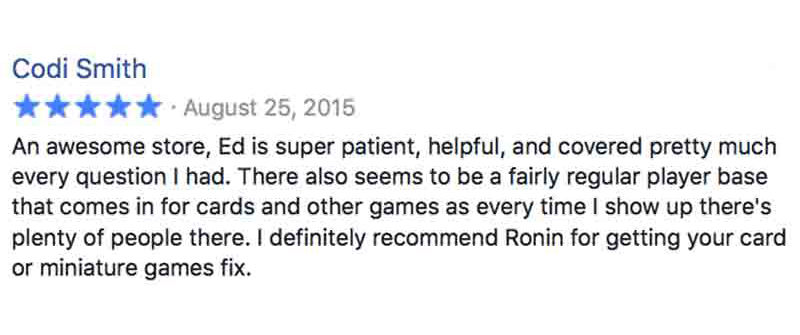 Codi Smith
★★★★★ · August 25, 2015
An awesome store, Ed is super patient, helpful, and covered pretty much
every question I had. There also seems to be a fairly regular player base
that comes in for cards and other games as every time I show up there's
plenty of people there. I definitely recommend Ronin for getting your card
or miniature games fix.